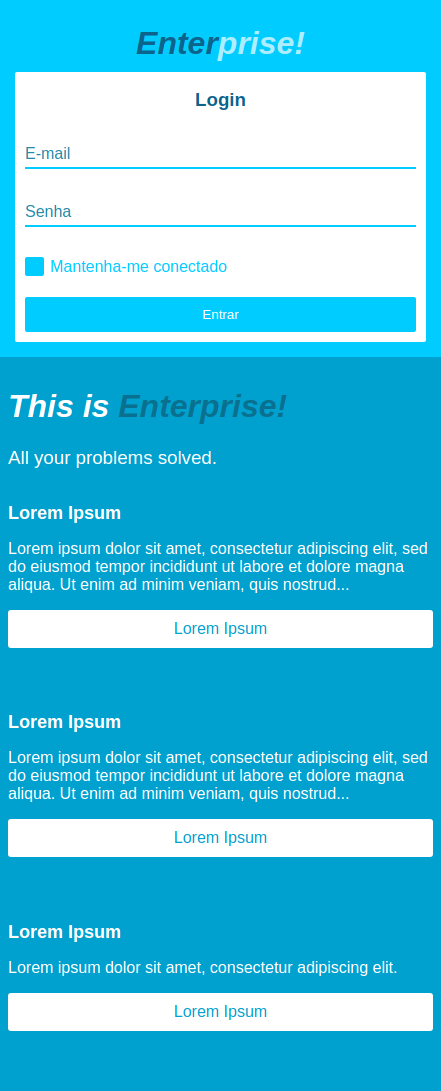 Enterprise!
Login
E-mail
Senha
Mantenha-me conectado
Entrar
This is Enterprise!
All your problems solved.
Lorem Ipsum
Lorem ipsum dolor sit amet, consectetur adipiscing elit, sed
do eiusmod tempor incididunt ut labore et dolore magna
aliqua. Ut enim ad minim veniam, quis nostrud...
Lorem Ipsum
Lorem Ipsum
Lorem ipsum dolor sit amet, consectetur adipiscing elit, sed
do eiusmod tempor incididunt ut labore et dolore magna
aliqua. Ut enim ad minim veniam, quis nostrud...
Lorem Ipsum
Lorem Ipsum
Lorem ipsum dolor sit amet, consectetur adipiscing elit.
Lorem Ipsum